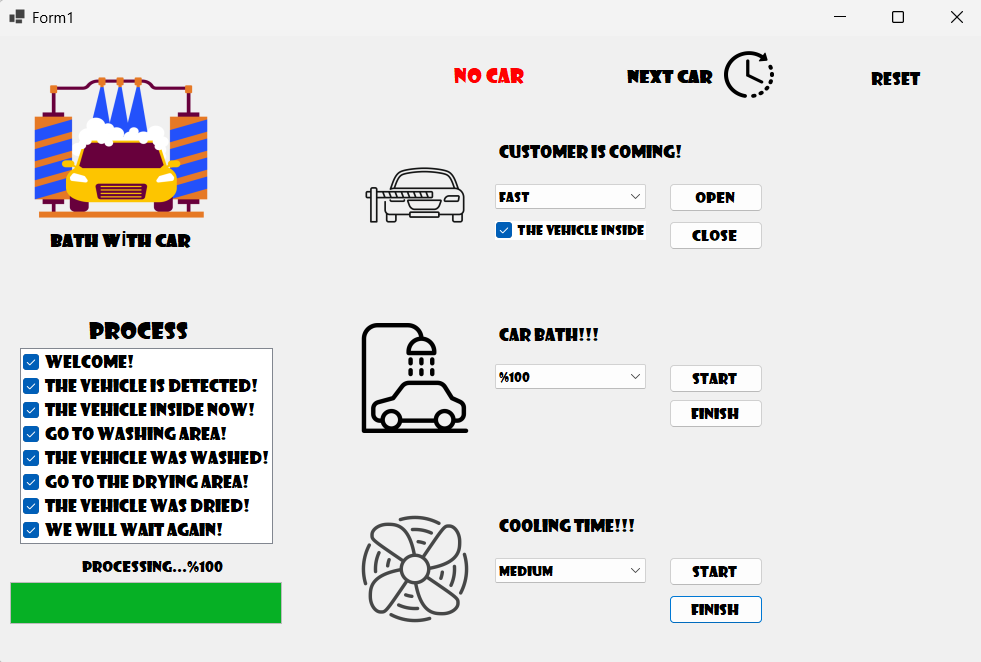 Form1
NO CAR
NEXT CAR
RESET
BATH WİTH CAR
CUSTOMER IS COMING!
FAST
OPEN
THE VEHICLE INSIDE
CLOSE
PROCESS
WELCOME!
THE VEHICLE IS DETECTED!
THE VEHICLE INSIDE NOW!
GO TO WASHING AREA!
THE VEHICLE WAS WASHED!
GO TO THE DRYING AREA!
THE VEHICLE WAS DRIED!
WE WILL WAIT AGAIN!
PROCESSING...%100
CAR BATH!!!
%100
START
FINISH
COOLING TIME!!!
MEDIUM
START
FINISH